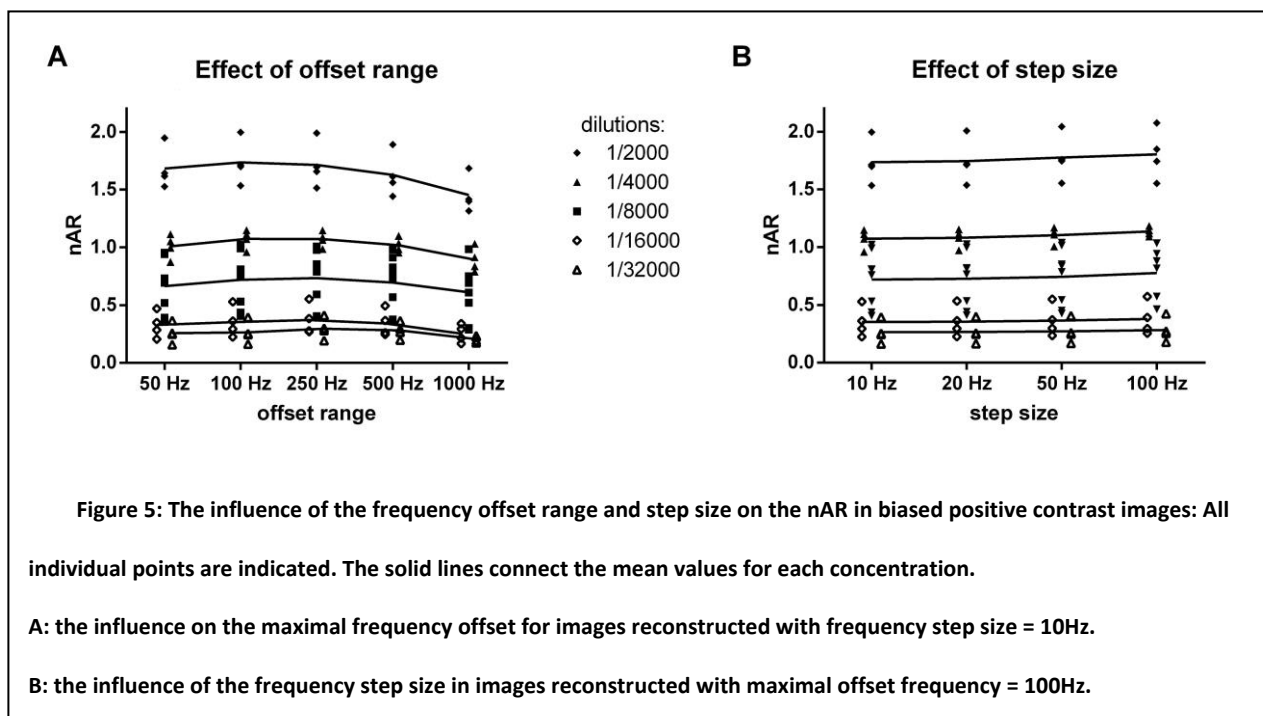 A
Effect of offset range
nAR
2.0
1.5
1.0
0.5
0.0
50 Hz 100 Hz 250 Hz 500 Hz 1000 Hz
offset range
dilutions:
1/2000
1/4000
1/8000
1/16000
1/32000
B
Effect of step size
nAR
2.0
1.5
1.0
0.5
0.0
10 Hz 20 Hz 50 Hz 100 Hz
step size
Figure 5: The influence of the frequency offset range and step size on the nAR in biased positive contrast images: All
individual points are indicated. The solid lines connect the mean values for each concentration.
A: the influence on the maximal frequency offset for images reconstructed with frequency step size = 10Hz.
B: the influence of the frequency step size in images reconstructed with maximal offset frequency = 100Hz.